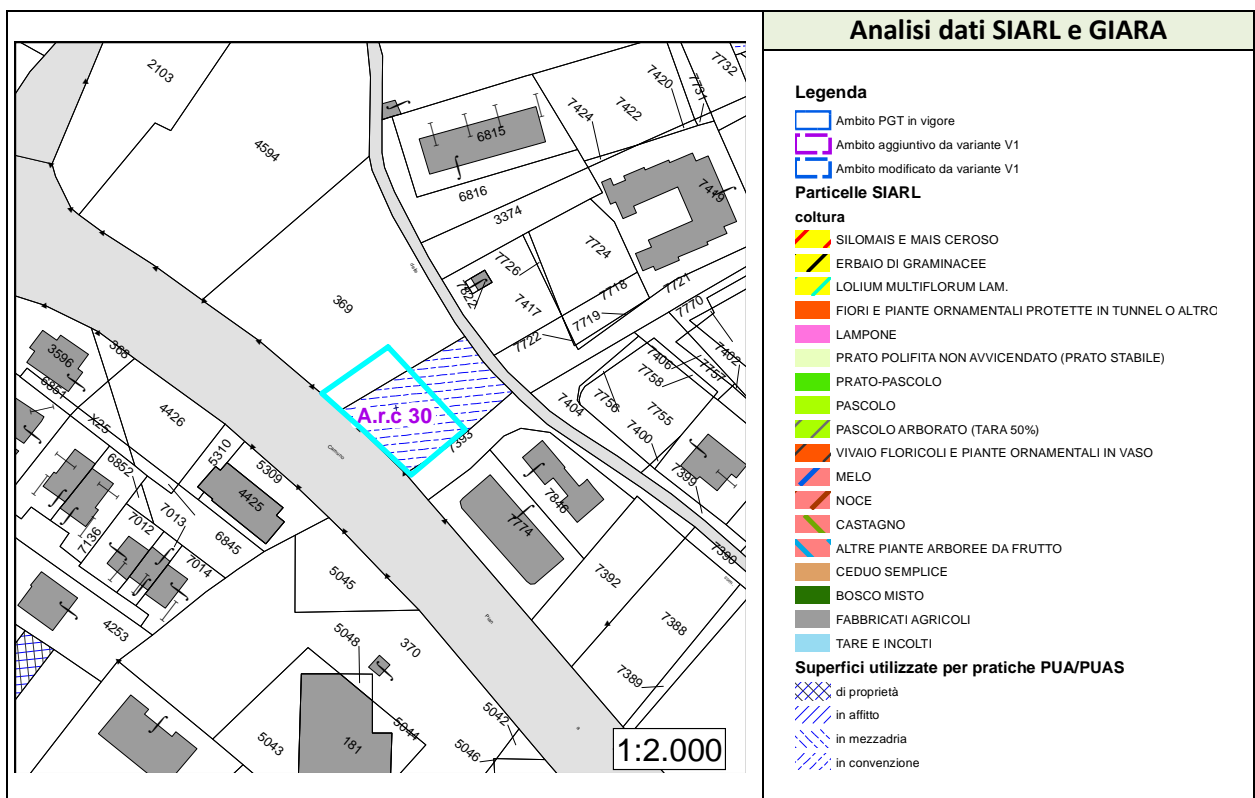 Analisi dati SIARL e GIARA
2103
4594
369
6815
6816
3374
7424
7422
7420
7731
7732
7419
7724
7726
7822
7417
7718
7719
7722
7721
7770
7402
7406
7758
7757
7756
7755
7404
7400
7399
7390
7393
A.r.c 30
3596
368
6851
X25
4426
6852
5310
5309
4425
7013
7012
7136
6845
7014
4253
5045
5048
370
5043
181
5044
5042
5046
7774
7846
7392
7388
7389
1:2.000
Legenda
Ambito PGT in vigore
Ambito aggiuntivo da variante V1
Ambito modificato da variante V1
Particelle SIARL
coltura
SILOMAIS E MAIS CEROSO
ERBAIO DI GRAMINACEE
LOLIUM MULTIFLORUM LAM.
FIORI E PIANTE ORNAMENTALI PROTETTE IN TUNNEL O ALTRO
LAMPONE
PRATO POLIFITA NON AVVICENDATO (PRATO STABILE)
PRATO-PASCOLO
PASCOLO
PASCOLO ARBORATO (TARA 50%)
VIVAIO FLORICOLI E PIANTE ORNAMENTALI IN VASO
MELO
NOCE
CASTAGNO
ALTRE PIANTE ARBOREE DA FRUTTO
CEDUO SEMPLICE
BOSCO MISTO
FABBRICATI AGRICOLI
TARE E INCOLTI
Superfici utilizzate per pratiche PUA/PUAS
di proprietà
in affitto
in mezzadria
in convenzione